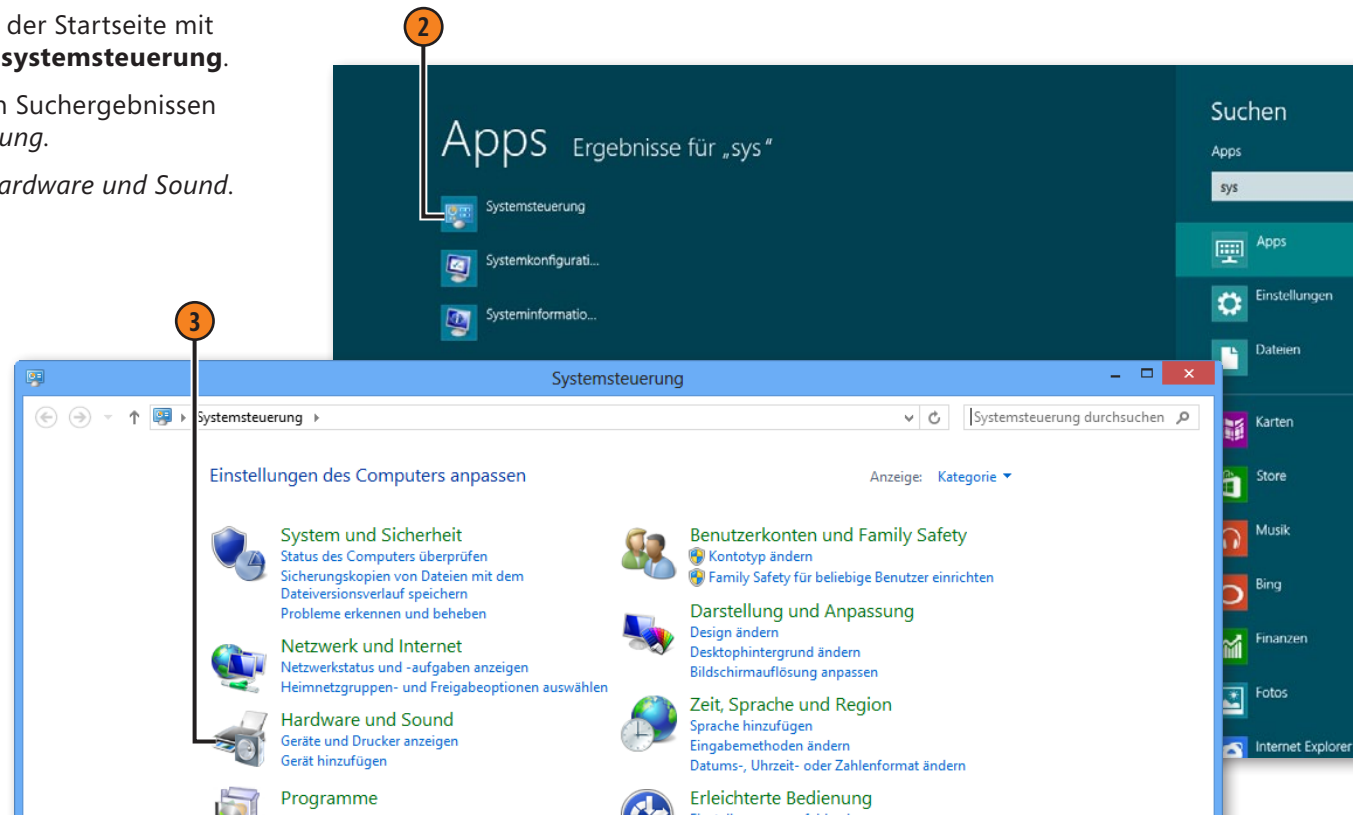 der Startseite mit
systemsteuerung.
Suchergebnissen
ung.
ardware und Sound.
2
Apps Ergebnisse für „sys"
Systemsteuerung
Systemkonfigurati...
Systeminformatio...
Suchen
Apps
sys
Apps
Einstellungen
Dateien
Karten
Store
Musik
Bing
Finanzen
Fotos
Internet Explorer
3
Systemsteuerung
Systemsteuerung
Systemsteuerung durchsuchen
Einstellungen des Computers anpassen
Anzeige: Kategorie
System und Sicherheit
Status des Computers überprüfen
Sicherungskopien von Dateien mit dem
Dateiversionsverlauf speichern
Probleme erkennen und beheben
Netzwerk und Internet
Netzwerkstatus und -aufgaben anzeigen
Heimnetzgruppen- und Freigabeoptionen auswählen
Hardware und Sound
Geräte und Drucker anzeigen
Gerät hinzufügen
Programme
Benutzerkonten und Family Safety
Kontotyp ändern
Family Safety für beliebige Benutzer einrichten
Darstellung und Anpassung
Design ändern
Desktophintergrund ändern
Bildschirmauflösung anpassen
Zeit, Sprache und Region
Sprache hinzufügen
Eingabemethoden ändern
Datums-, Uhrzeit- oder Zahlenformat ändern
Erleichterte Bedienung